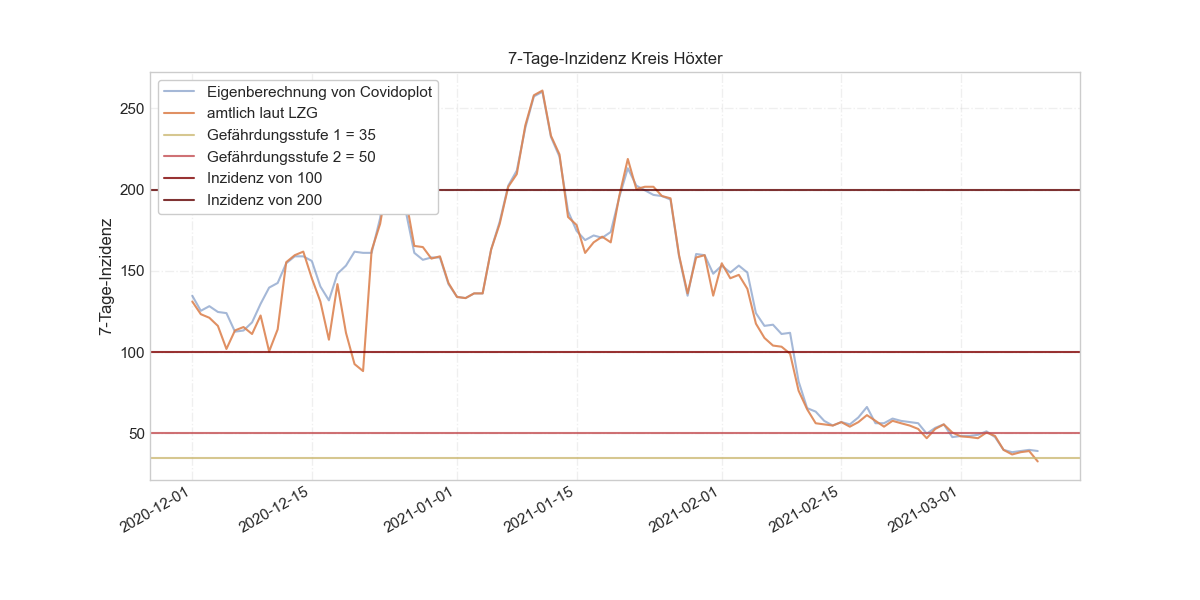 7-Tage-Inzidenz Kreis Höxter
Eigenberechnung von Covidoplot
amtlich laut LZG
Gefährdungsstufe 1 = 35
Gefährdungsstufe 2 = 50
Inzidenz von 100
Inzidenz von 200
7-Tage-Inzidenz
250
200
150
100
50
2020-12-01
2020-12-15
2021-01-01
2021-01-15
2021-02-01
2021-02-15
2021-03-01